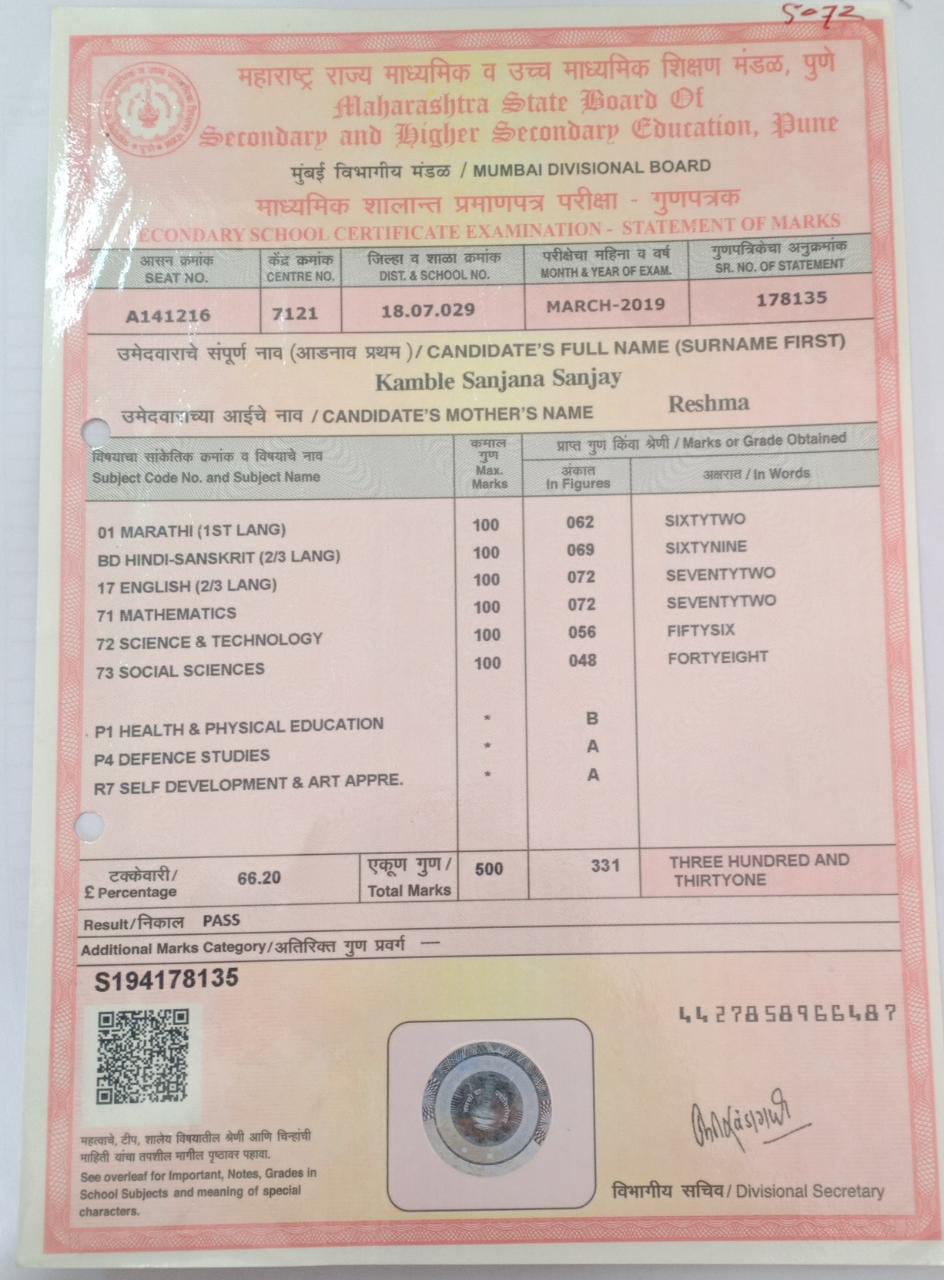 5072
महाराष्ट्र राज्य माध्यमिक व उच्च माध्यमिक शिक्षण मंडळ, पुणे
Maharashtra State Board Of
Secondary and Higher Secondary Education, Pune
मुंबई विभागीय मंडळ / MUMBAI DIVISIONAL BOARD
माध्यमिक शालान्त प्रमाणपत्र परीक्षा - गुणपत्रक
ECONDARY SCHOOL CERTIFICATE EXAMINATION - STATEMENT OF MARKS
आसन क्रमांक केंद्र क्रमांक जिल्हा व शाळा क्रमांक परीक्षेचा महिना व वर्ष गुणपत्रिकेचा अनुक्रमांक
SEAT NO. CENTRE NO. DIST. & SCHOOL NO. MONTH & YEAR OF EXAM. SR. NO. OF STATEMENT
A141216 7121 18.07.029 MARCH-2019 178135
उमेदवाराचे संपूर्ण नाव (आडनाव प्रथम )/ CANDIDATE'S FULL NAME (SURNAME FIRST)
Kamble Sanjana Sanjay
उमेदवाराच्या आईचे नाव / CANDIDATE'S MOTHER'S NAME Reshma
विषयाचा सांकेतिक क्रमांक व विषयाचे नाव
Subject Code No. and Subject Name
कमाल
गुण
Max.
Marks
प्राप्त गुण किंवा श्रेणी / Marks or Grade Obtained
अंकात
In Figures
अक्षरात / In Words
01 MARATHI (1ST LANG) 100 062 SIXTYTWO
BD HINDI-SANSKRIT (2/3 LANG) 100 069 SIXTYNINE
17 ENGLISH (2/3 LANG) 100 072 SEVENTYTWO
71 MATHEMATICS 100 072 SEVENTYTWO
72 SCIENCE & TECHNOLOGY 100 056 FIFTYSIX
73 SOCIAL SCIENCES 100 048 FORTYEIGHT
P1 HEALTH & PHYSICAL EDUCATION * B
P4 DEFENCE STUDIES * A
R7 SELF DEVELOPMENT & ART APPRE. * A
टक्केवारी/
£ Percentage
66.20
एकूण गुण /
Total Marks
500 331
THREE HUNDRED AND
THIRTYONE
Result/निकाल PASS
Additional Marks Category/अतिरिक्त गुण प्रवर्ग —
S194178135
4427858966487
महत्वाचे, टीप, शालेय विषयातील श्रेणी आणि चिन्हांची
माहिती यांचा तपशील मागील पृष्ठावर पहावा.
See overleaf for Important, Notes, Grades in
School Subjects and meaning of special
characters.
विभागीय सचिव/ Divisional Secretary